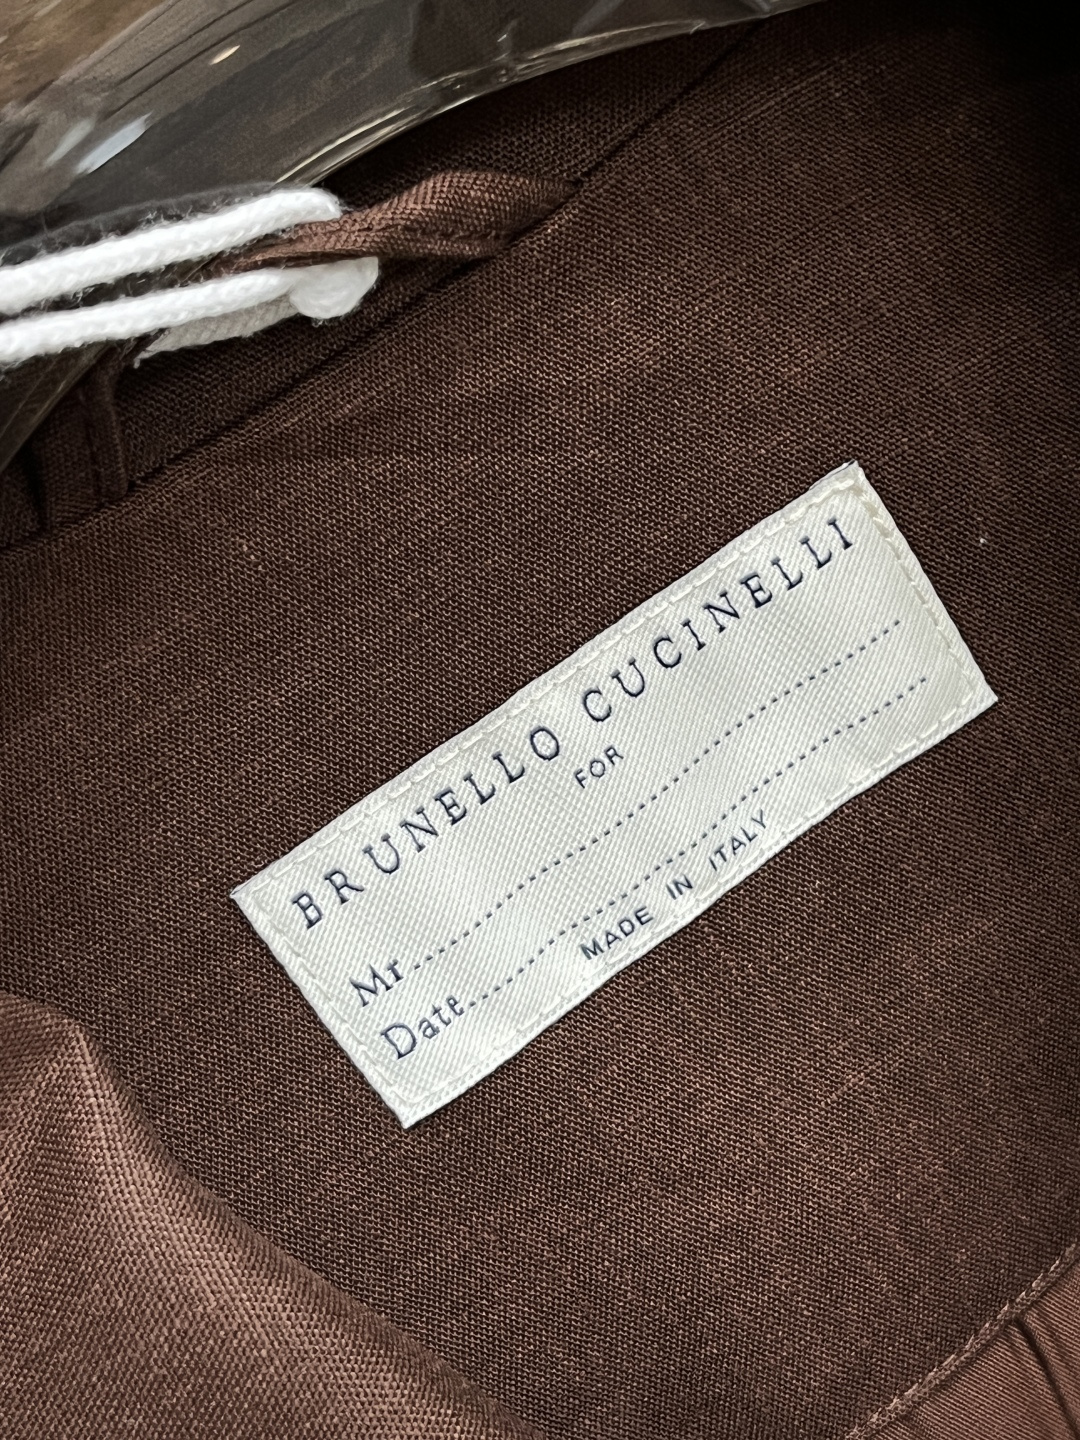 BRUNELLO CUCINELLI
FOR
Mr
Date
MADE IN ITALY